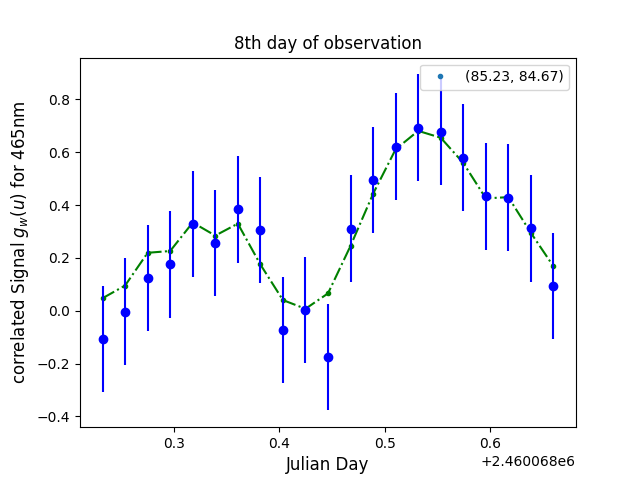 8th day of observation
(85.23, 84.67)
correlated Signal g_w(u) for 465nm
0.8
0.6
0.4
0.2
0.0
−0.2
−0.4
0.3 0.4 0.5 0.6
+2.460068e6
Julian Day